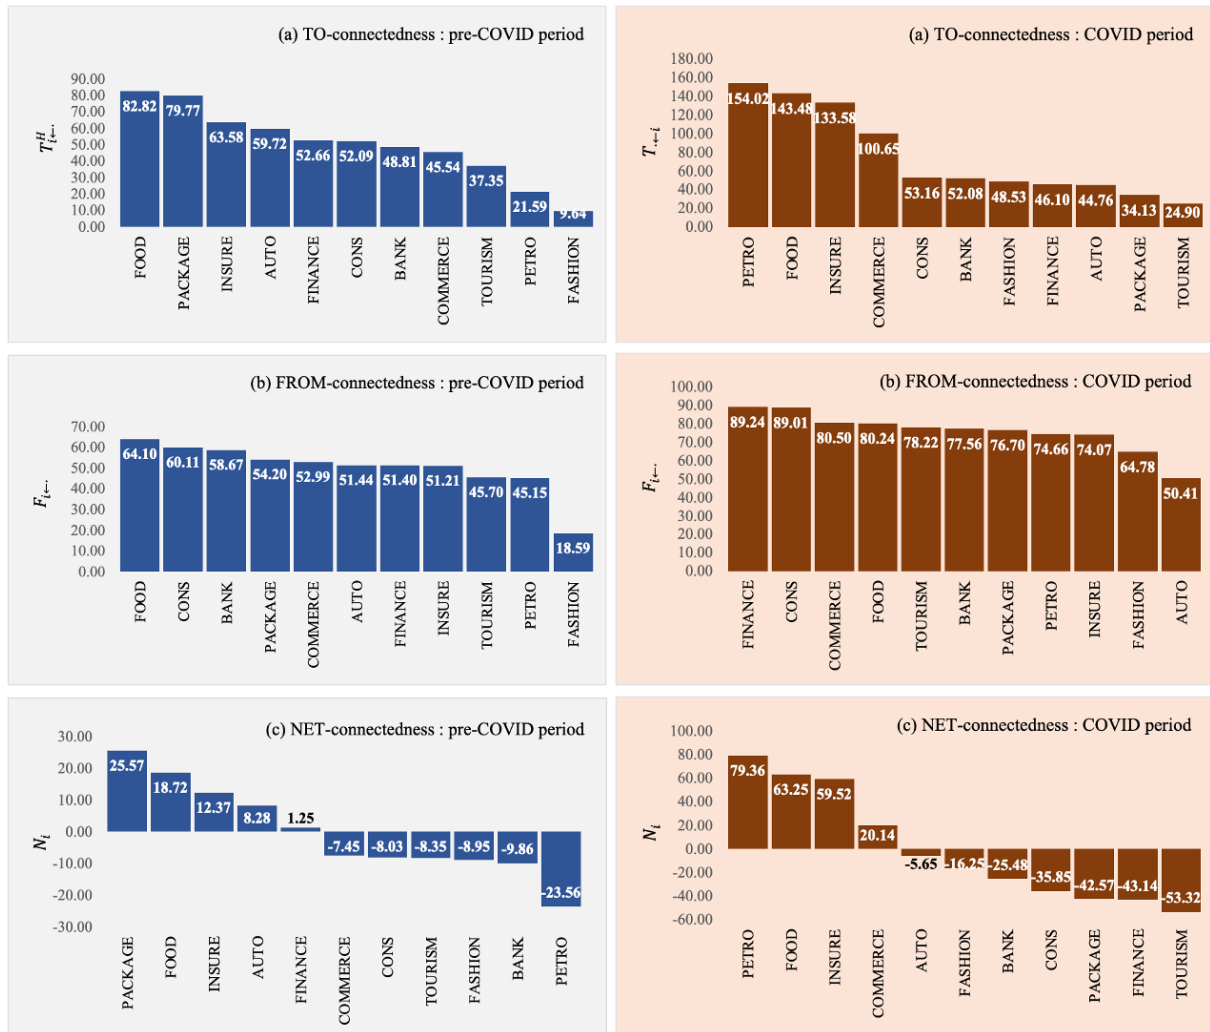 (a) TO-connectedness : pre-COVID period
T^H_{i←·}
90.00
80.00
70.00
60.00
50.00
40.00
30.00
20.00
10.00
0.00
82.82 79.77 63.58 59.72 52.66 52.09 48.81 45.54 37.35 21.59 9.64
FOOD PACKAGE INSURE AUTO FINANCE CONS BANK COMMERCE TOURISM PETRO FASHION
(a) TO-connectedness : COVID period
T_{·←i}
180.00
160.00
140.00
120.00
100.00
80.00
60.00
40.00
20.00
0.00
154.02 143.48 133.58 100.65 53.16 52.08 48.53 46.10 44.76 34.13 24.90
PETRO FOOD INSURE COMMERCE CONS BANK FASHION FINANCE AUTO PACKAGE TOURISM
(b) FROM-connectedness : pre-COVID period
F_{i←·}
70.00
60.00
50.00
40.00
30.00
20.00
10.00
0.00
64.10 60.11 58.67 54.20 52.99 51.44 51.40 51.21 45.70 45.15 18.59
FOOD CONS BANK PACKAGE COMMERCE AUTO FINANCE INSURE TOURISM PETRO FASHION
(b) FROM-connectedness : COVID period
F_{i←·}
100.00
90.00
80.00
70.00
60.00
50.00
40.00
30.00
20.00
10.00
0.00
89.24 89.01 80.50 80.24 78.22 77.56 76.70 74.66 74.07 64.78 50.41
FINANCE CONS COMMERCE FOOD TOURISM BANK PACKAGE PETRO INSURE FASHION AUTO
(c) NET-connectedness : pre-COVID period
N_i
30.00
20.00
10.00
0.00
-10.00
-20.00
-30.00
25.57 18.72 12.37 8.28 1.25 -7.45 -8.03 -8.35 -8.95 -9.86 -23.56
PACKAGE FOOD INSURE AUTO FINANCE COMMERCE CONS TOURISM FASHION BANK PETRO
(c) NET-connectedness : COVID period
N_i
100.00
80.00
60.00
40.00
20.00
0.00
-20.00
-40.00
-60.00
79.36 63.25 59.52 20.14 -5.65 -16.25 -25.48 -35.85 -42.57 -43.14 -53.32
PETRO FOOD INSURE COMMERCE AUTO FASHION BANK CONS PACKAGE FINANCE TOURISM